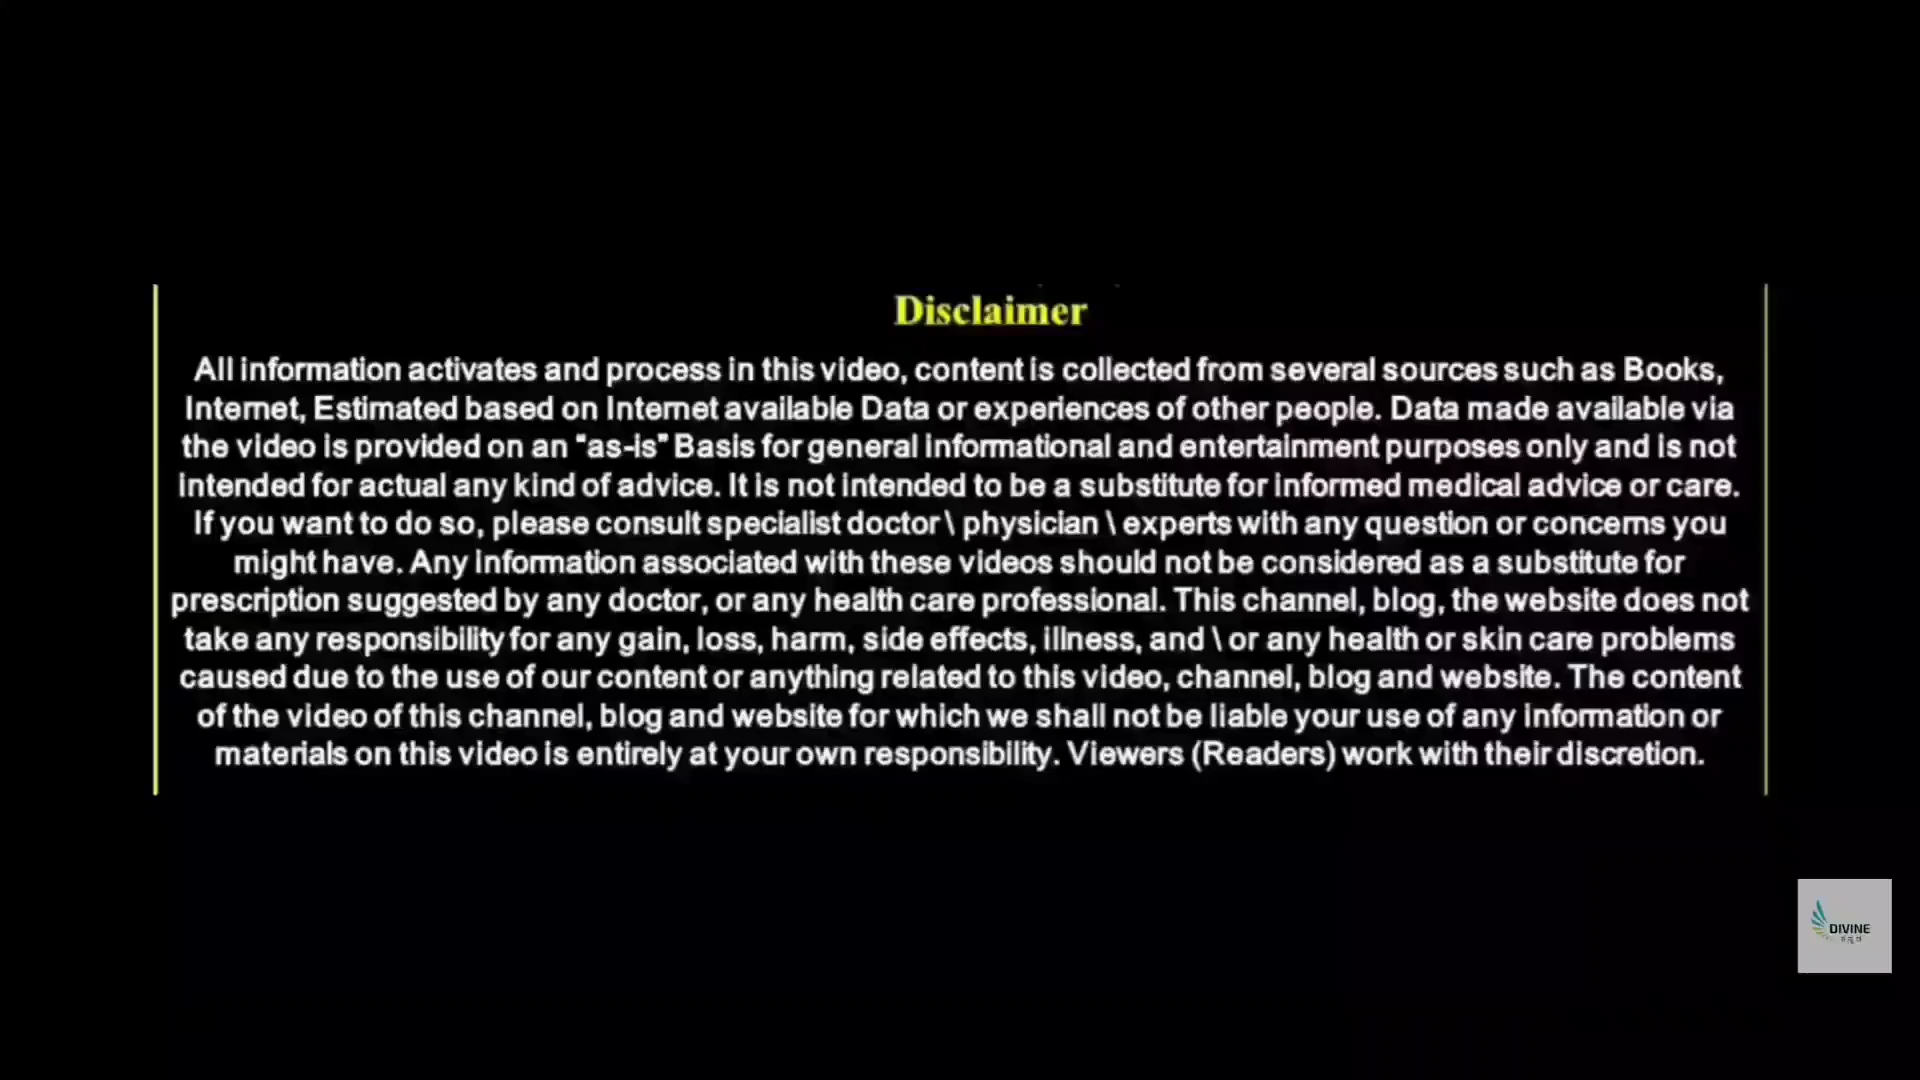 Disclaimer
All information activates and process in this video, content is collected from several sources such as Books,
Internet, Estimated based on Internet available Data or experiences of other people. Data made available via
the video is provided on an "as-is" Basis for general informational and entertainment purposes only and is not
intended for actual any kind of advice. It is not intended to be a substitute for informed medical advice or care.
If you want to do so, please consult specialist doctor \ physician \ experts with any question or concerns you
might have. Any information associated with these videos should not be considered as a substitute for
prescription suggested by any doctor, or any health care professional. This channel, blog, the website does not
take any responsibility for any gain, loss, harm, side effects, illness, and \ or any health or skin care problems
caused due to the use of our content or anything related to this video, channel, blog and website. The content
of the video of this channel, blog and website for which we shall not be liable your use of any information or
materials on this video is entirely at your own responsibility. Viewers (Readers) work with their discretion.
DIVINE